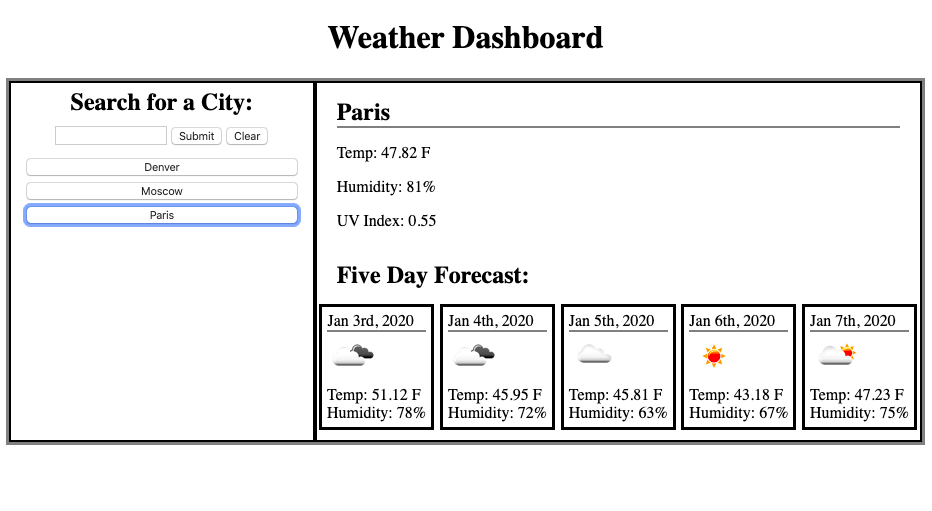 Weather Dashboard
Search for a City:
Submit Clear
Denver
Moscow
Paris
Paris
Temp: 47.82 F
Humidity: 81%
UV Index: 0.55
Five Day Forecast:
Jan 3rd, 2020
Temp: 51.12 F
Humidity: 78%
Jan 4th, 2020
Temp: 45.95 F
Humidity: 72%
Jan 5th, 2020
Temp: 45.81 F
Humidity: 63%
Jan 6th, 2020
Temp: 43.18 F
Humidity: 67%
Jan 7th, 2020
Temp: 47.23 F
Humidity: 75%